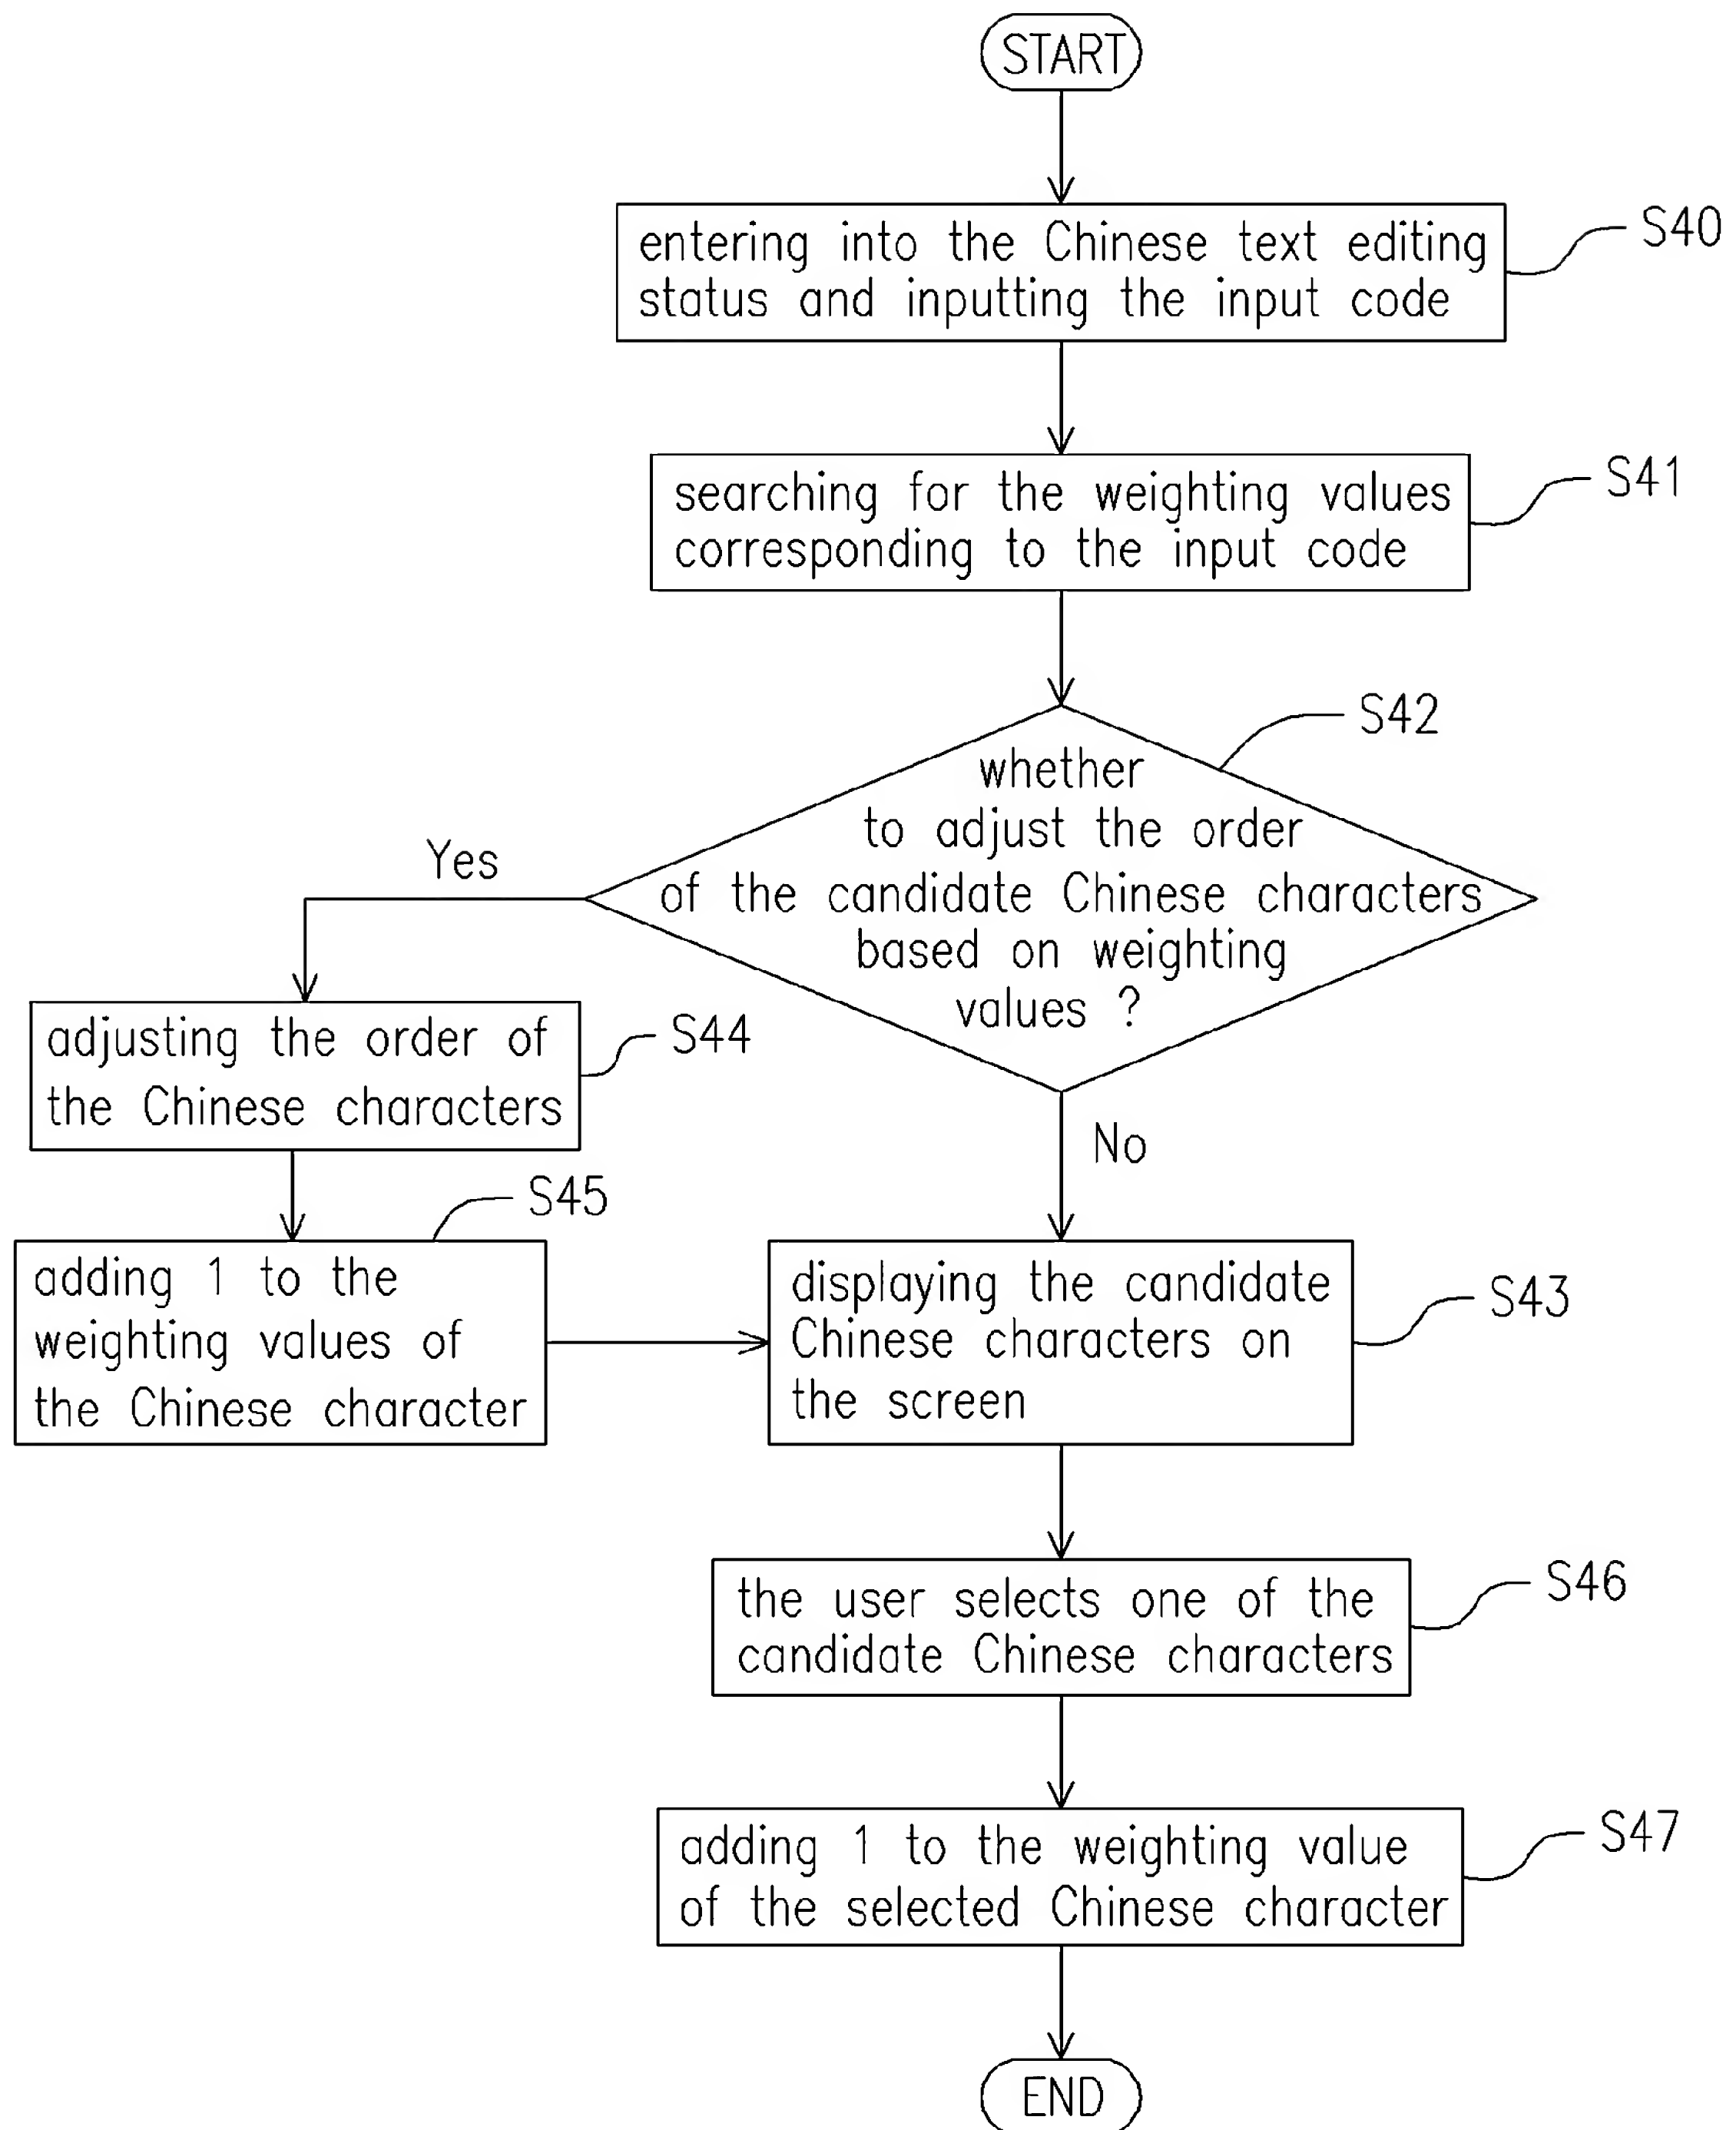 START
entering into the Chinese text editing
status and inputting the input code
S40
searching for the weighting values
corresponding to the input code
S41
S42
whether
to adjust the order
of the candidate Chinese characters
based on weighting
values ?
Yes
No
adjusting the order of
the Chinese characters
S44
S45
adding 1 to the
weighting values of
the Chinese character
displaying the candidate
Chinese characters on
the screen
S43
the user selects one of the
candidate Chinese characters
S46
adding 1 to the weighting value
of the selected Chinese character
S47
END